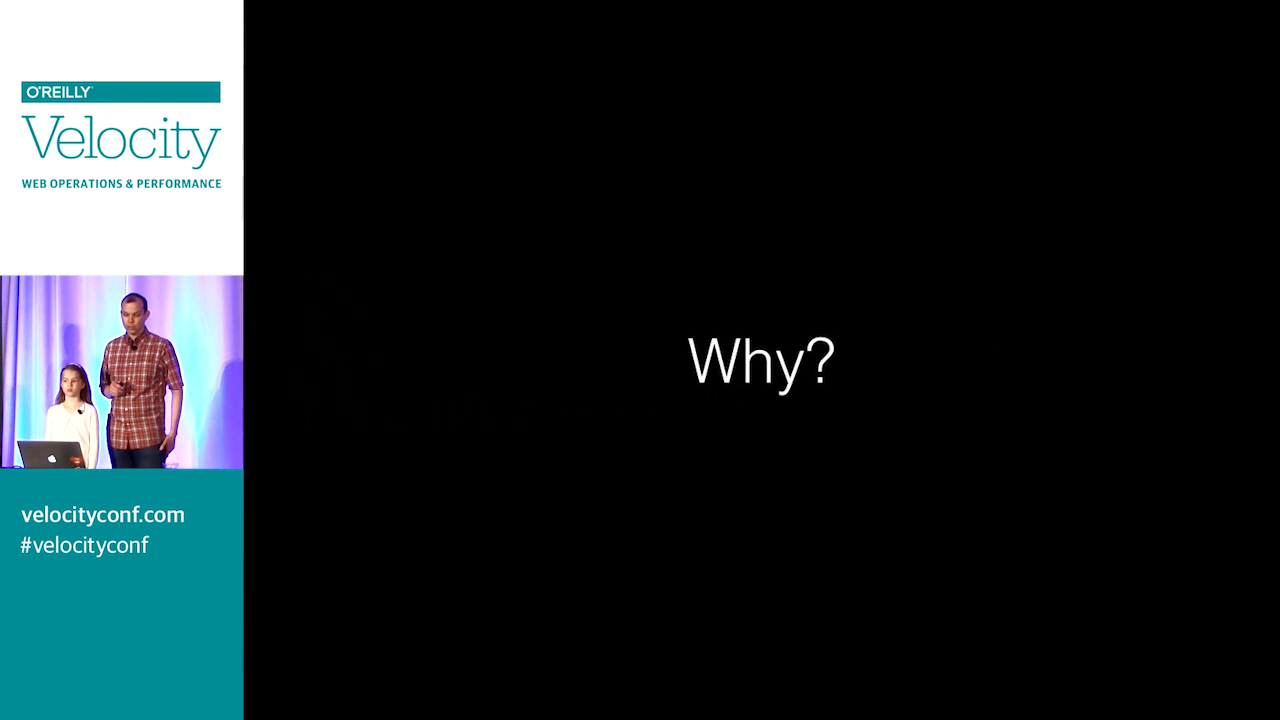 O'REILLY
Velocity
WEB OPERATIONS & PERFORMANCE
Why?
velocityconf.com
#velocityconf